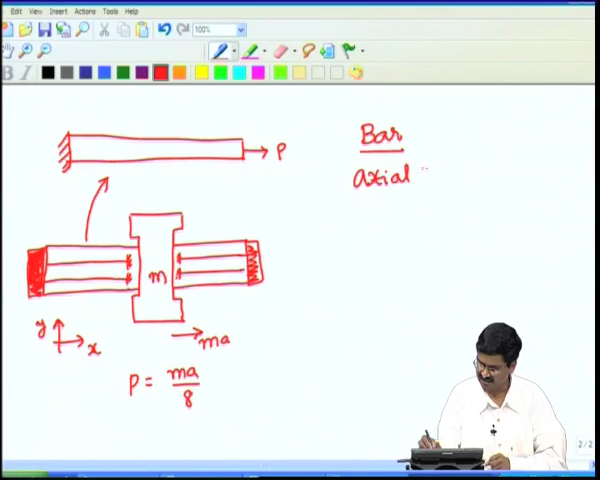 Edit View Insert Actions Tools Help
100%
B I
P
Bar
Axial
m
y
x
ma
P = ma/8
2/2